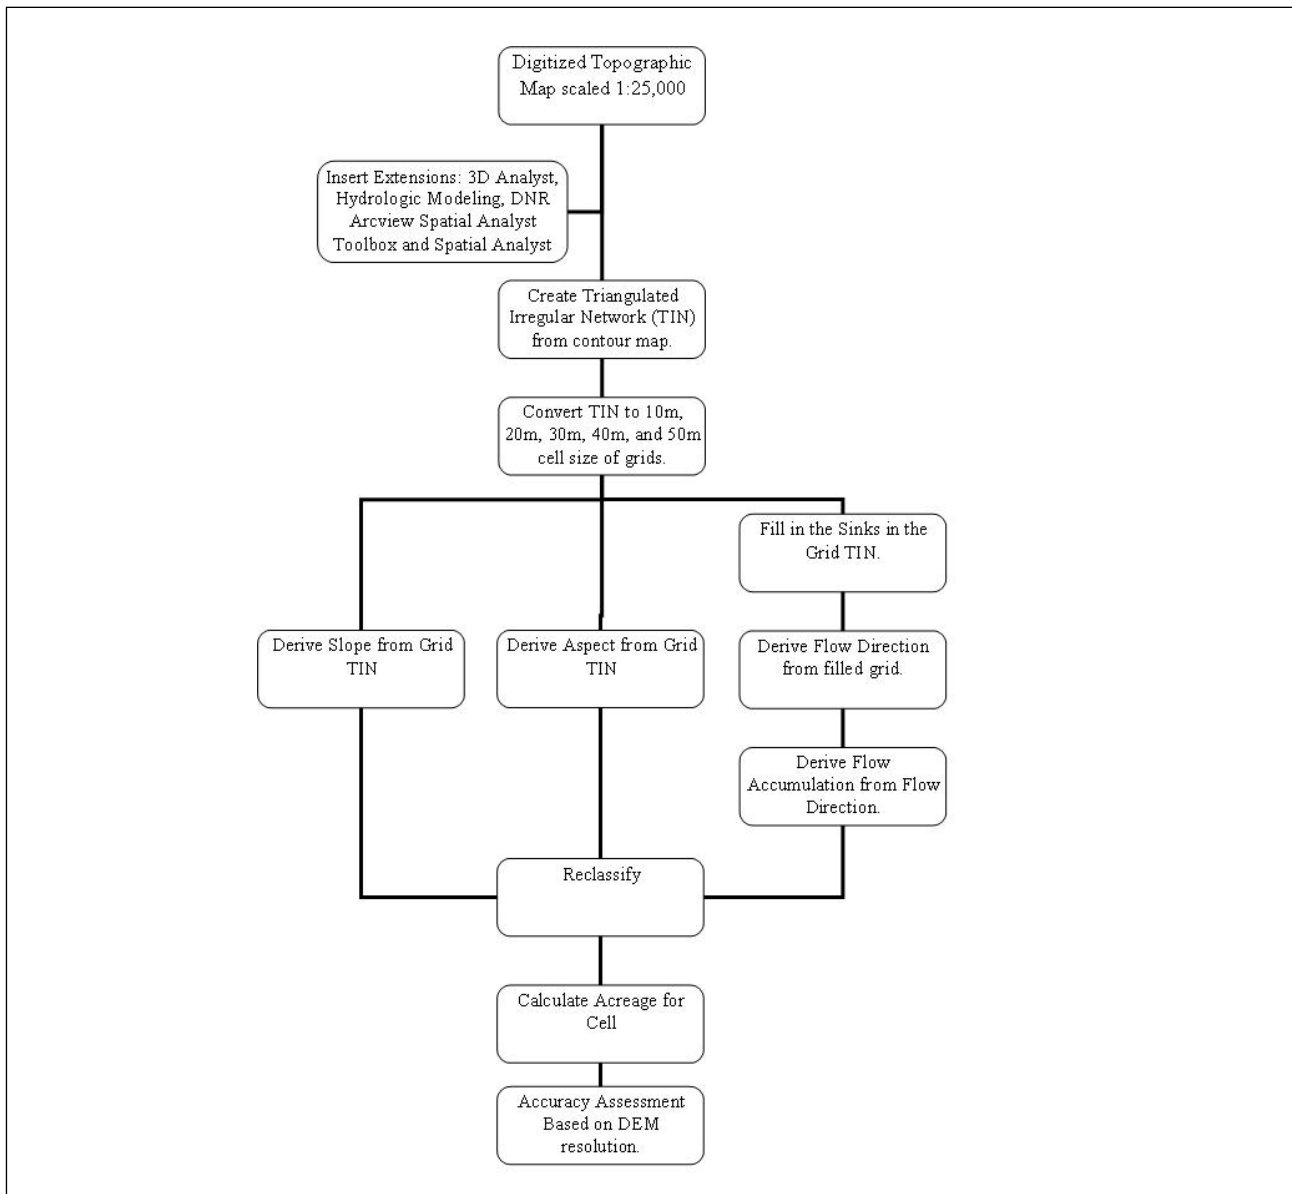 Digitized Topographic
Map scaled 1:25,000
Insert Extensions: 3D Analyst,
Hydrologic Modeling, DNR
Arcview Spatial Analyst
Toolbox and Spatial Analyst
Create Triangulated
Irregular Network (TIN)
from contour map.
Convert TIN to 10m,
20m, 30m, 40m, and 50m
cell size of grids.
Fill in the Sinks in the
Grid TIN.
Derive Slope from Grid
TIN
Derive Aspect from Grid
TIN
Derive Flow Direction
from filled grid.
Derive Flow
Accumulation from Flow
Direction.
Reclassify
Calculate Acreage for
Cell
Accuracy Assessment
Based on DEM
resolution.